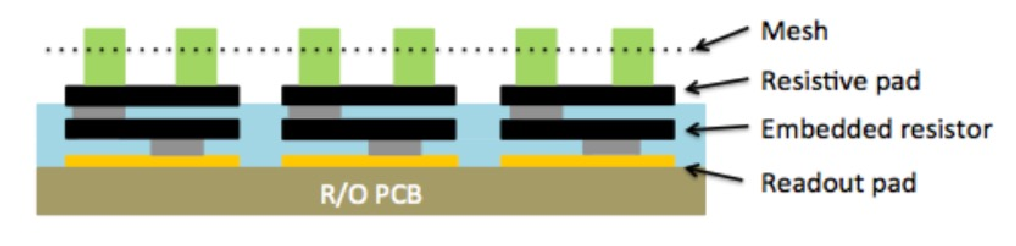 Mesh
Resistive pad
Embedded resistor
Readout pad
R/O PCB